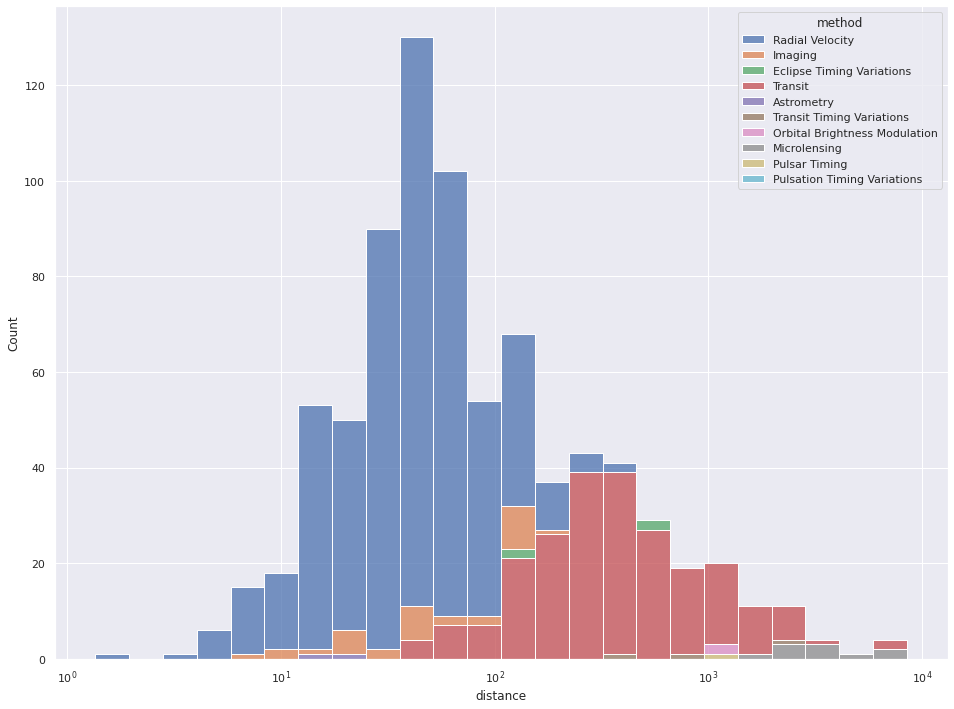 method
Radial Velocity
Imaging
Eclipse Timing Variations
Transit
Astrometry
Transit Timing Variations
Orbital Brightness Modulation
Microlensing
Pulsar Timing
Pulsation Timing Variations
120
100
80
60
40
20
0
Count
10⁰ 10¹ 10² 10³ 10⁴
distance